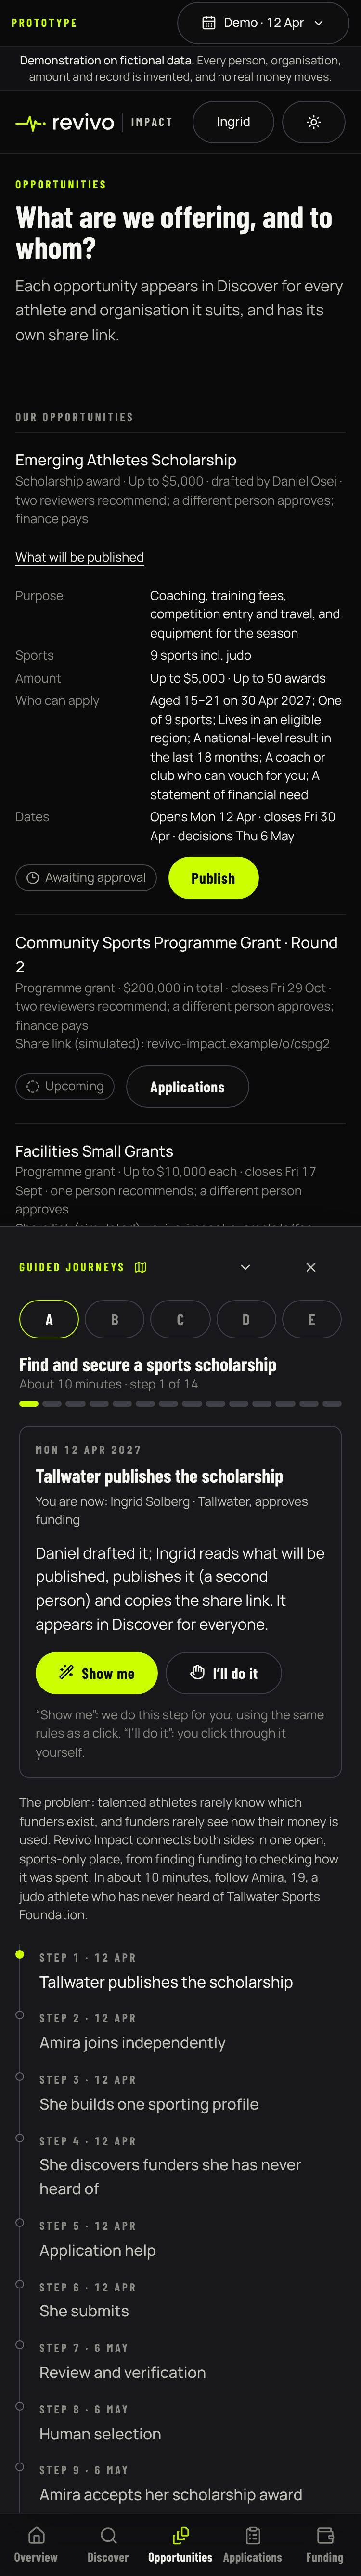 PROTOTYPE
Demo · 12 Apr
Demonstration on fictional data. Every person, organisation,
amount and record is invented, and no real money moves.
revivo
IMPACT
Ingrid
OPPORTUNITIES
What are we offering, and to
whom?
Each opportunity appears in Discover for every
athlete and organisation it suits, and has its
own share link.
OUR OPPORTUNITIES
Emerging Athletes Scholarship
Scholarship award · Up to $5,000 · drafted by Daniel Osei ·
two reviewers recommend; a different person approves;
finance pays
What will be published
Purpose
Coaching, training fees,
competition entry and travel, and
equipment for the season
Sports
9 sports incl. judo
Amount
Up to $5,000 · Up to 50 awards
Who can apply
Aged 15–21 on 30 Apr 2027; One
of 9 sports; Lives in an eligible
region; A national-level result in
the last 18 months; A coach or
club who can vouch for you; A
statement of financial need
Dates
Opens Mon 12 Apr · closes Fri 30
Apr · decisions Thu 6 May
Awaiting approval
Publish
Community Sports Programme Grant · Round
2
Programme grant · $200,000 in total · closes Fri 29 Oct ·
two reviewers recommend; a different person approves;
finance pays
Share link (simulated): revivo-impact.example/o/cspg2
Upcoming
Applications
Facilities Small Grants
Programme grant · Up to $10,000 each · closes Fri 17
Sept · one person recommends; a different person
approves
GUIDED JOURNEYS
A
B
C
D
E
Find and secure a sports scholarship
About 10 minutes · step 1 of 14
MON 12 APR 2027
Tallwater publishes the scholarship
You are now: Ingrid Solberg · Tallwater, approves
funding
Daniel drafted it; Ingrid reads what will be
published, publishes it (a second
person) and copies the share link. It
appears in Discover for everyone.
Show me
I'll do it
“Show me”: we do this step for you, using the same
rules as a click. “I'll do it”: you click through it
yourself.
The problem: talented athletes rarely know which
funders exist, and funders rarely see how their money is
used. Revivo Impact connects both sides in one open,
sports-only place, from finding funding to checking how
it was spent. In about 10 minutes, follow Amira, 19, a
judo athlete who has never heard of Tallwater Sports
Foundation.
STEP 1 · 12 APR
Tallwater publishes the scholarship
STEP 2 · 12 APR
Amira joins independently
STEP 3 · 12 APR
She builds one sporting profile
STEP 4 · 12 APR
She discovers funders she has never
heard of
STEP 5 · 12 APR
Application help
STEP 6 · 12 APR
She submits
STEP 7 · 6 MAY
Review and verification
STEP 8 · 6 MAY
Human selection
STEP 9 · 6 MAY
Amira accepts her scholarship award
Overview
Discover
Opportunities
Applications
Funding